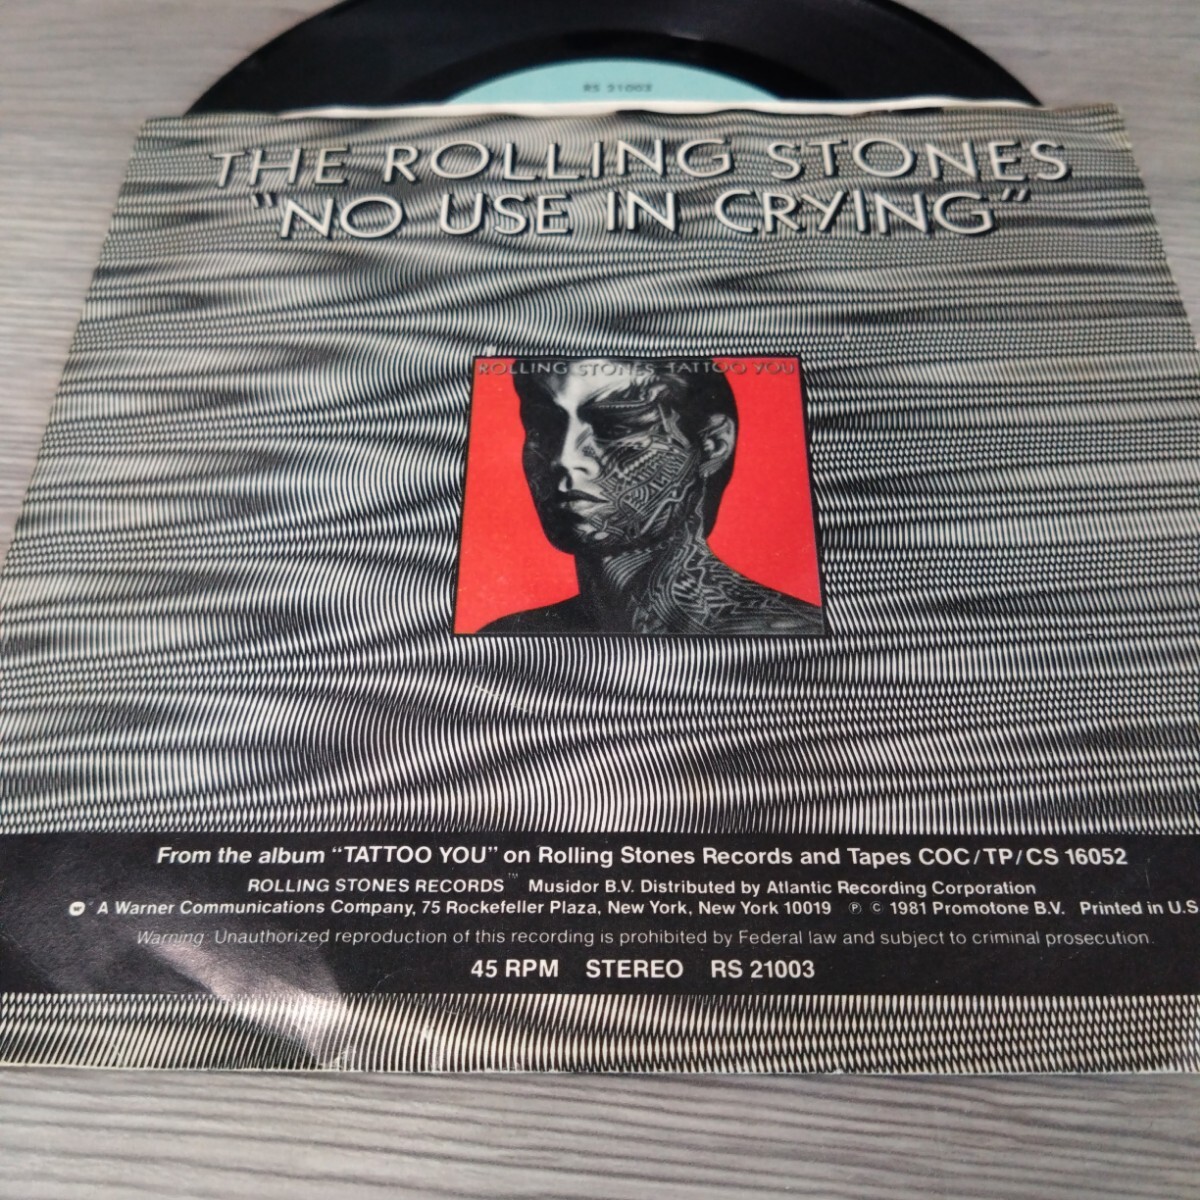 RS 21003
THE ROLLING STONES
"NO USE IN CRYING"
ROLLING STONES TATTOO YOU
From the album "TATTOO YOU" on Rolling Stones Records and Tapes COC/TP/CS 16052
ROLLING STONES RECORDS™ Musidor B.V. Distributed by Atlantic Recording Corporation
A Warner Communications Company, 75 Rockefeller Plaza, New York, New York 10019 ℗ © 1981 Promotone B.V. Printed in U.S
Warning: Unauthorized reproduction of this recording is prohibited by Federal law and subject to criminal prosecution.
45 RPM STEREO RS 21003